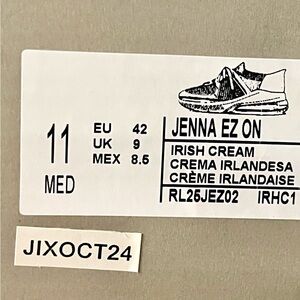 11
MED
EU 42
UK 9
MEX 8.5
JENNA EZ ON
IRISH CREAM
CREMA IRLANDESA
CRÈME IRLANDAISE
RL25JEZ02 IRHC1
JIXOCT24